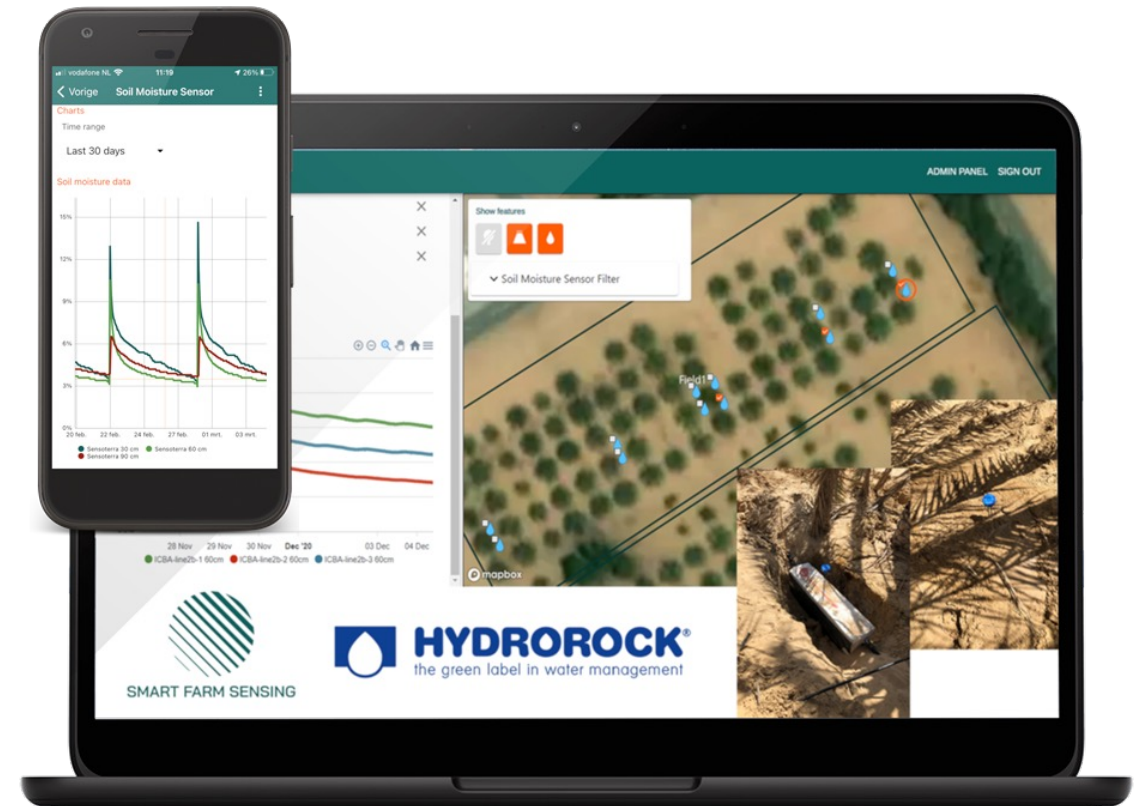 vodafone NL
11:19
26%
Vorige
Soil Moisture Sensor
Charts
Time range
Last 30 days
Soil moisture data
15%
12%
9%
6%
3%
0%
20 feb. 22 feb. 24 feb. 27 feb. 01 mrt. 03 mrt.
Sensoterra 30 cm Sensoterra 60 cm
Sensoterra 90 cm
ADMIN PANEL SIGN OUT
Show features
Soil Moisture Sensor Filter
Field1
mapbox
28 Nov 29 Nov 30 Nov Dec '20 03 Dec 04 Dec
ICBA-line2b-1 60cm ICBA-line2b-2 60cm ICBA-line2b-3 60cm
SMART FARM SENSING
HYDROROCK®
the green label in water management